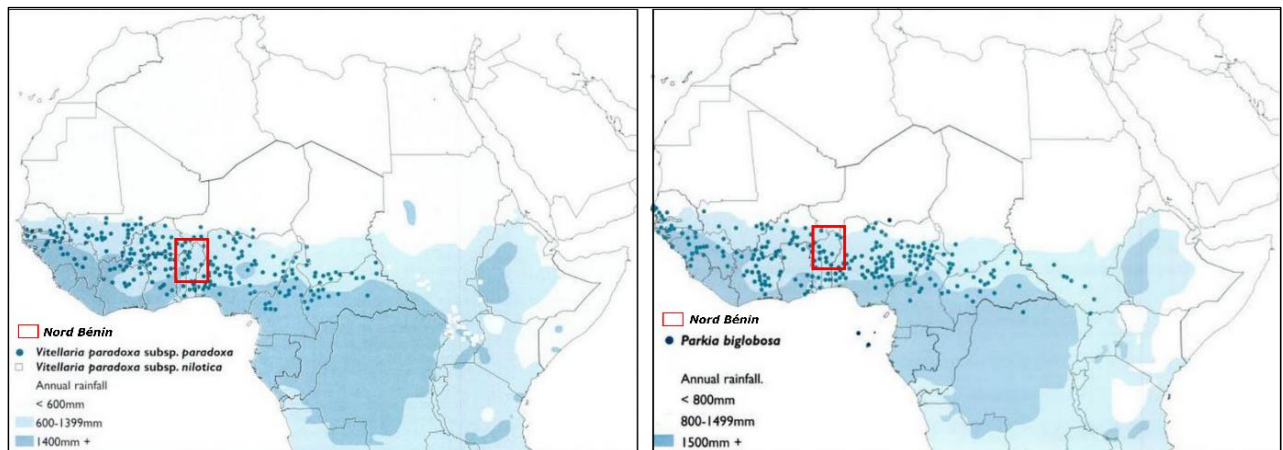 Nord Bénin
Vitellaria paradoxa subsp. paradoxa
Vitellaria paradoxa subsp. nilotica
Annual rainfall
< 600mm
600-1399mm
1400mm +
Nord Bénin
Parkia biglobosa
Annual rainfall.
< 800mm
800-1499mm
1500mm +